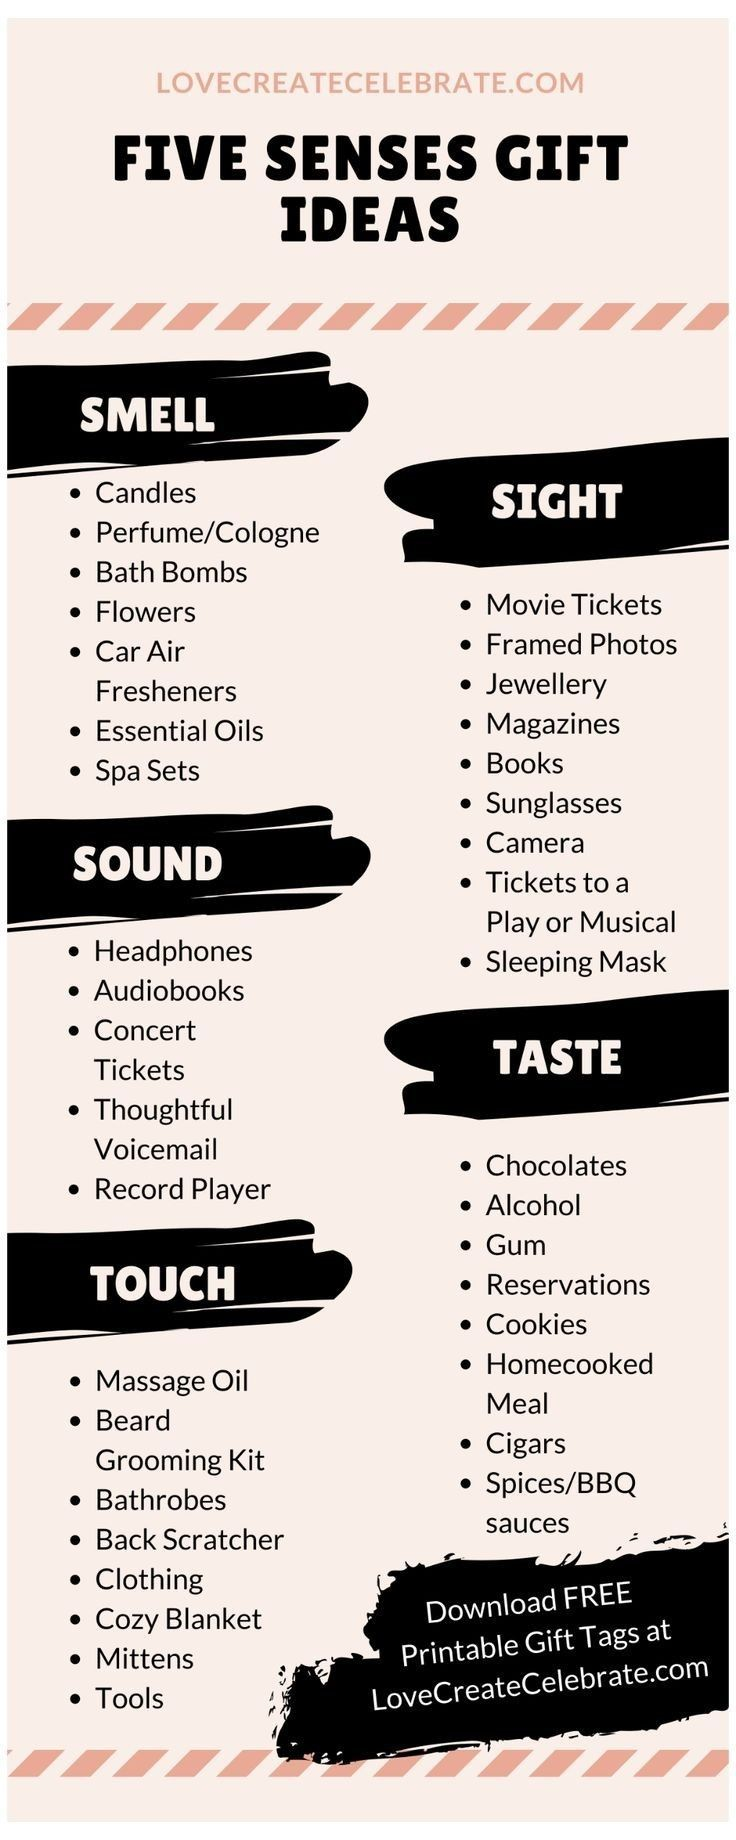 LOVECREATECELEBRATE.COM
FIVE SENSES GIFT
IDEAS
SMELL
• Candles
• Perfume/Cologne
• Bath Bombs
• Flowers
• Car Air
Fresheners
• Essential Oils
• Spa Sets
SIGHT
• Movie Tickets
• Framed Photos
• Jewellery
• Magazines
• Books
• Sunglasses
• Camera
• Tickets to a
Play or Musical
• Sleeping Mask
SOUND
• Headphones
• Audiobooks
• Concert
Tickets
• Thoughtful
Voicemail
• Record Player
TASTE
• Chocolates
• Alcohol
• Gum
• Reservations
• Cookies
• Homecooked
Meal
• Cigars
• Spices/BBQ
sauces
TOUCH
• Massage Oil
• Beard
Grooming Kit
• Bathrobes
• Back Scratcher
• Clothing
• Cozy Blanket
• Mittens
• Tools
Download FREE
Printable Gift Tags at
LoveCreateCelebrate.com